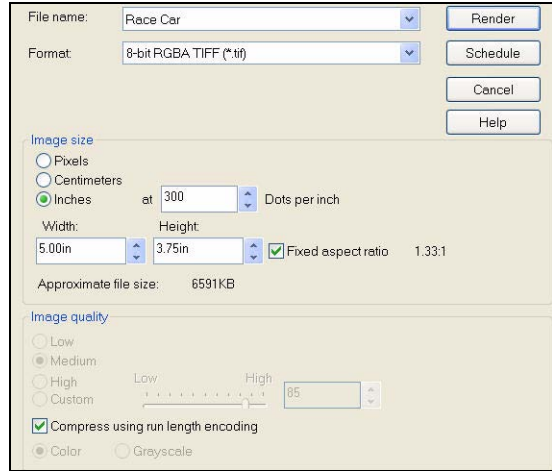 File name: Race Car Render
Format: 8-bit RGBA TIFF (*.tif) Schedule
Cancel
Help
Image size
Pixels
Centimeters
Inches at 300 Dots per inch
Width: Height:
5.00in 3.75in Fixed aspect ratio 1.33:1
Approximate file size: 6591KB
Image quality
Low
Medium
High Low High
Custom 85
Compress using run length encoding
Color Grayscale